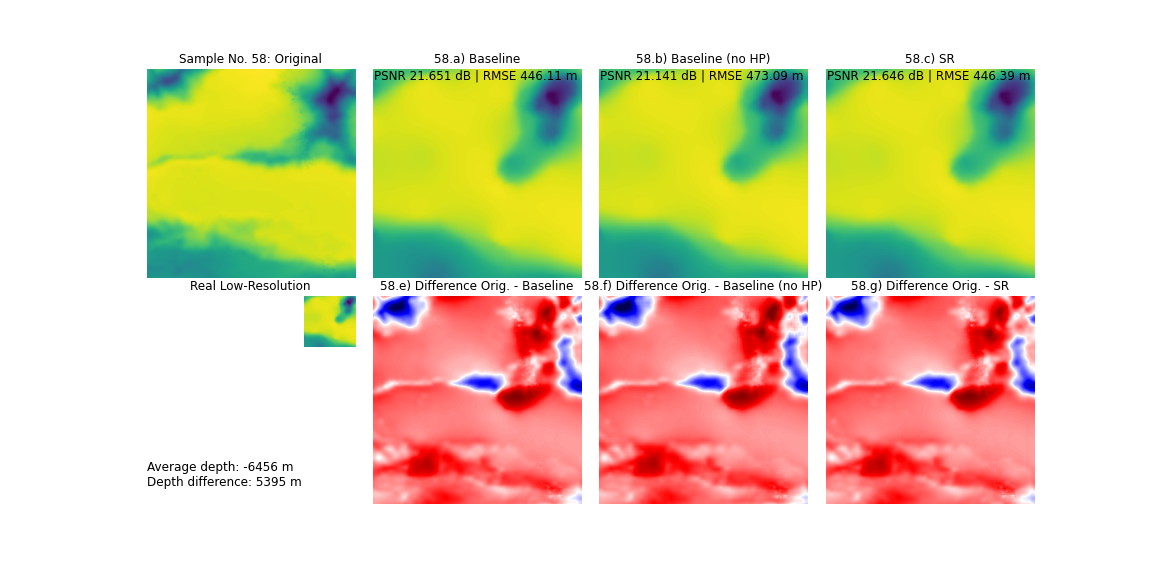 Sample No. 58: Original
58.a) Baseline
58.b) Baseline (no HP)
58.c) SR
PSNR 21.651 dB | RMSE 446.11 m
PSNR 21.141 dB | RMSE 473.09 m
PSNR 21.646 dB | RMSE 446.39 m
Real Low-Resolution
58.e) Difference Orig. - Baseline
58.f) Difference Orig. - Baseline (no HP)
58.g) Difference Orig. - SR
Average depth: -6456 m
Depth difference: 5395 m